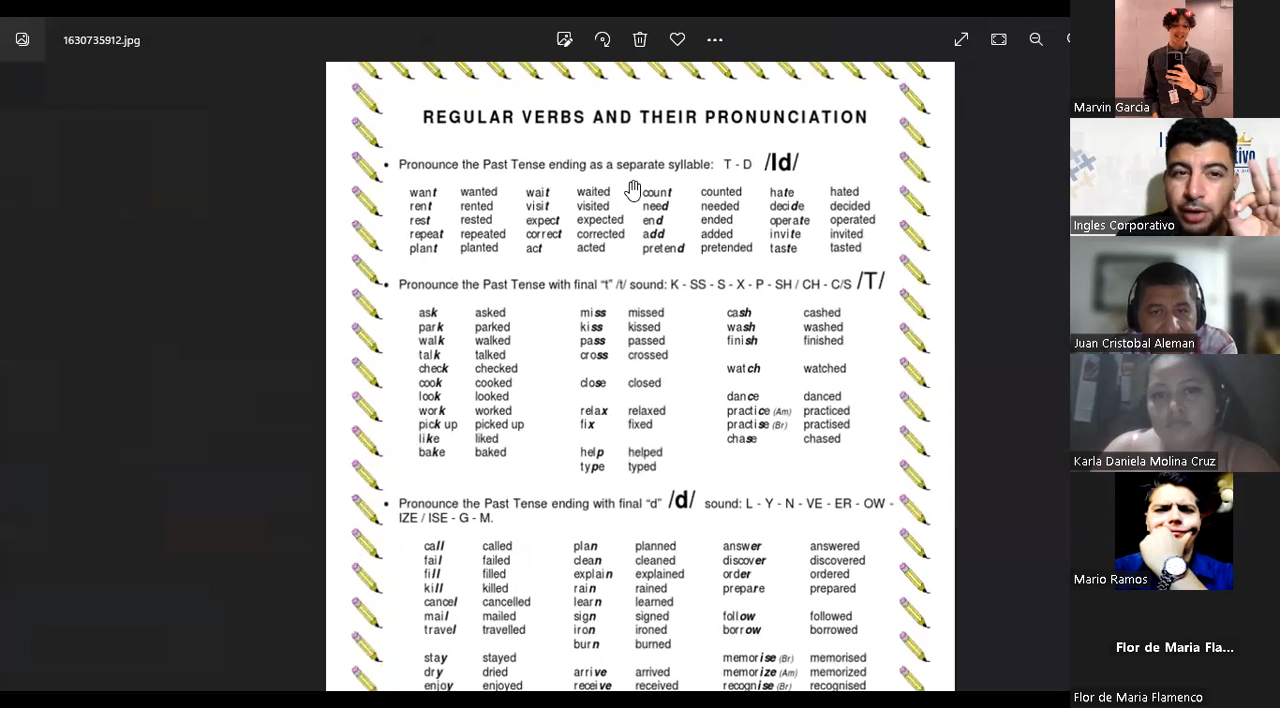 1630735912.jpg
REGULAR VERBS AND THEIR PRONUNCIATION
• Pronounce the Past Tense ending as a separate syllable: T - D /Id/
want wanted wait waited count counted hate hated
rent rented visit visited need needed decide decided
rest rested expect expected end ended operate operated
repeat repeated correct corrected add added invite invited
plant planted act acted pretend pretended taste tasted
• Pronounce the Past Tense with final “t” /t/ sound: K - SS - S - X - P - SH / CH - C/S /T/
ask asked miss missed cash cashed
park parked kiss kissed wash washed
walk walked pass passed finish finished
talk talked cross crossed
check checked watch watched
cook cooked close closed
look looked dance danced
work worked relax relaxed practice (Am) practiced
pick up picked up fix fixed practise (Br) practised
like liked chase chased
bake baked help helped
type typed
• Pronounce the Past Tense ending with final “d” /d/ sound: L - Y - N - VE - ER - OW -
IZE / ISE - G - M.
call called plan planned answer answered
fail failed clean cleaned discover discovered
fill filled explain explained order ordered
kill killed rain rained prepare prepared
cancel cancelled learn learned
mail mailed sign signed follow followed
travel travelled iron ironed borrow borrowed
burn burned
stay stayed memorise (Br) memorised
dry dried arrive arrived memorize (Am) memorized
enjoy enjoyed receive received recognise (Br) recognised
Marvin Garcia
Ingles Corporativo
Juan Cristobal Aleman
Karla Daniela Molina Cruz
Mario Ramos
Flor de Maria Fla...
Flor de Maria Flamenco